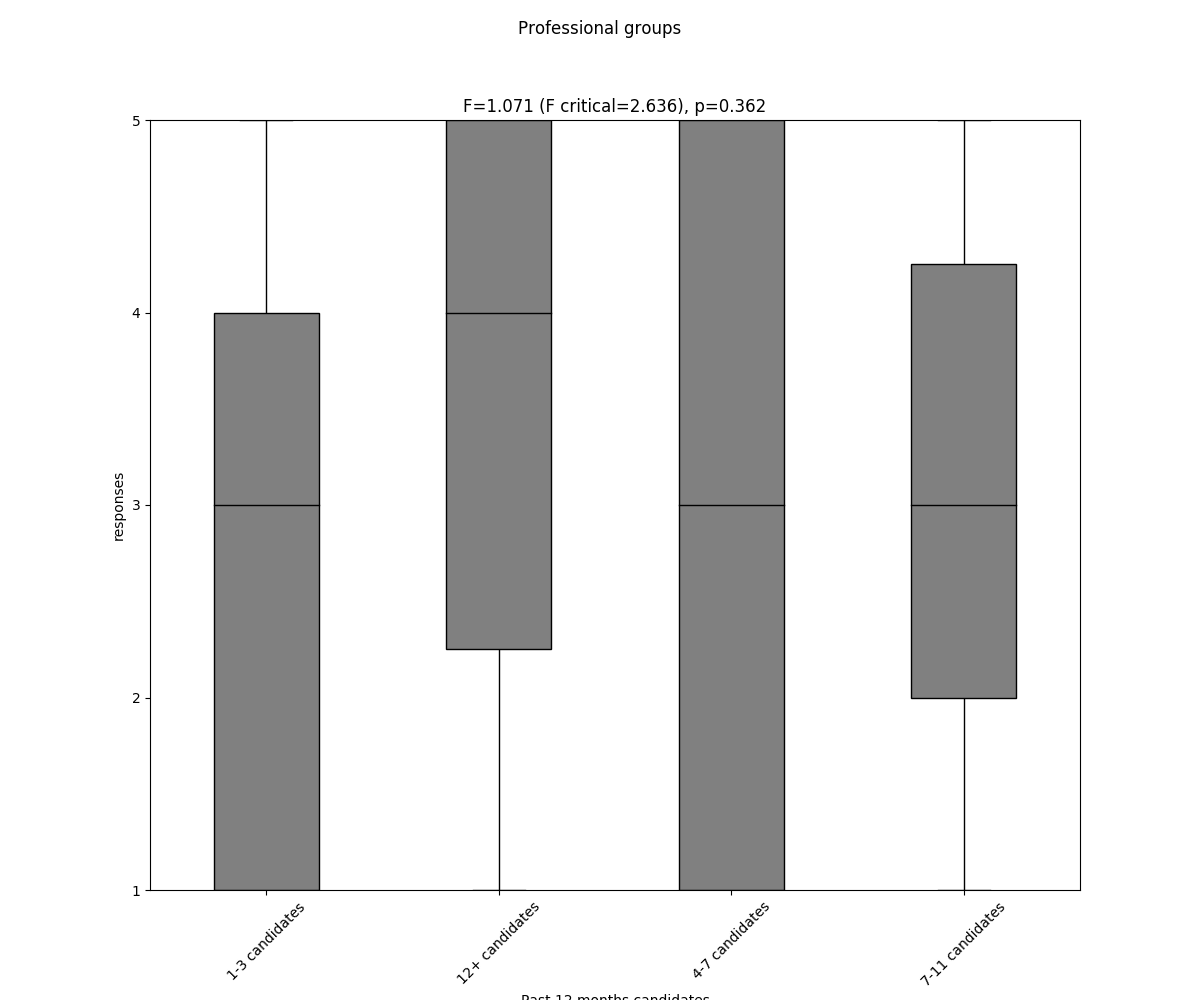 Professional groups
F=1.071 (F critical=2.636), p=0.362
5
4
3
2
1
responses
1-3 candidates
12+ candidates
4-7 candidates
7-11 candidates
Past 12 months candidates